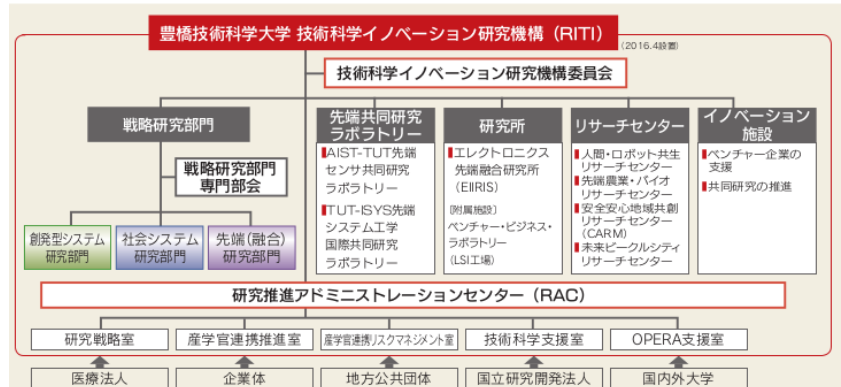 豊橋技術科学大学 技術科学イノベーション研究機構（RITI）
（2016.4設置）
技術科学イノベーション研究機構委員会
戦略研究部門
戦略研究部門
専門部会
創発型システム
研究部門
社会システム
研究部門
先端（融合）
研究部門
先端共同研究
ラボラトリー
AIST-TUT先端
センサ共同研究
ラボラトリー
TUT-ISYS先端
システム工学
国際共同研究
ラボラトリー
研究所
エレクトロニクス
先端融合研究所
（EIIRIS）
［附属施設］
ベンチャー・ビジネス・
ラボラトリー
（LSI工場）
リサーチセンター
人間・ロボット共生
リサーチセンター
先端農業・バイオ
リサーチセンター
安全安心地域共創
リサーチセンター
（CARM）
未来ビークルシティ
リサーチセンター
イノベーション
施設
ベンチャー企業の
支援
共同研究の推進
研究推進アドミニストレーションセンター（RAC）
研究戦略室
産学官連携推進室
産学官連携リスクマネジメント室
技術科学支援室
OPERA支援室
医療法人
企業体
地方公共団体
国立研究開発法人
国内外大学